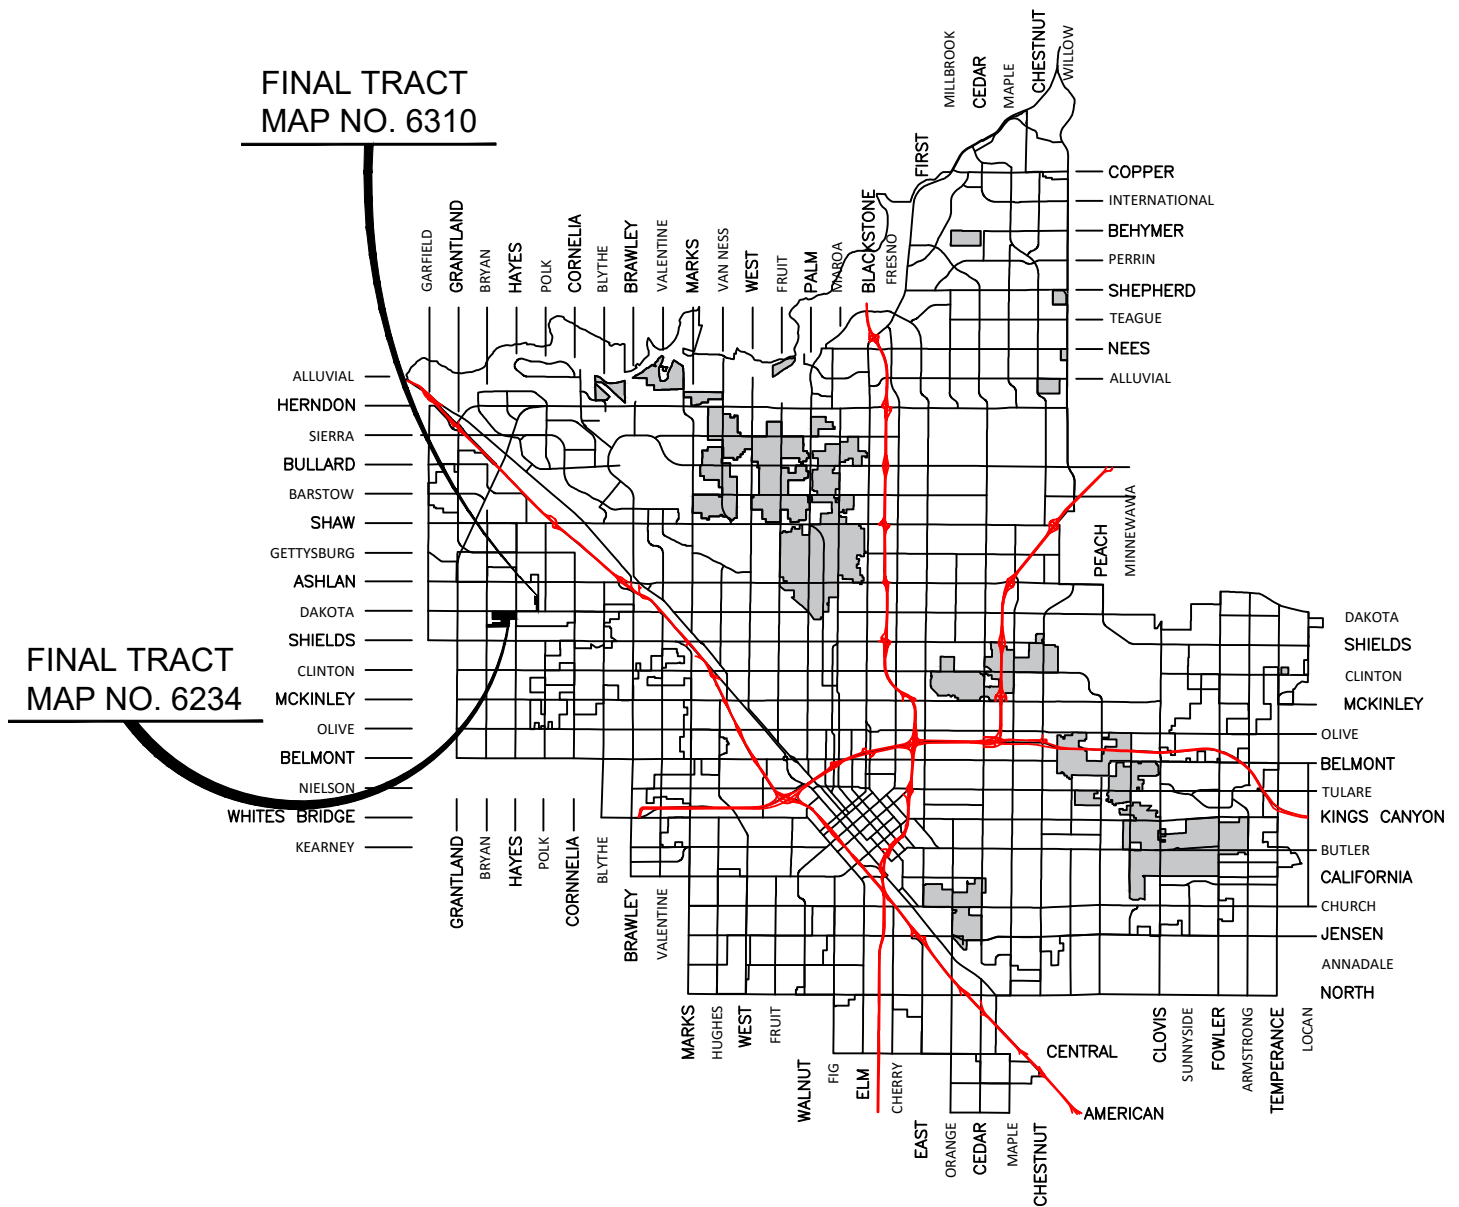 FINAL TRACT
MAP NO. 6310
MILLBROOK
CEDAR
MAPLE
CHESTNUT
WILLOW
FIRST
COPPER
INTERNATIONAL
BEHYMER
PERRIN
SHEPHERD
TEAGUE
NEES
ALLUVIAL
GARFIELD
GRANTLAND
BRYAN
HAYES
POLK
CORNELIA
BLYTHE
BRAWLEY
VALENTINE
MARKS
VAN NESS
WEST
FRUIT
PALM
MAROA
BLACKSTONE
FRESNO
ALLUVIAL
HERNDON
SIERRA
BULLARD
BARSTOW
SHAW
GETTYSBURG
ASHLAN
DAKOTA
SHIELDS
CLINTON
MCKINLEY
OLIVE
BELMONT
NIELSON
WHITES BRIDGE
KEARNEY
FINAL TRACT
MAP NO. 6234
PEACH
MINNEWAWA
DAKOTA
SHIELDS
CLINTON
MCKINLEY
OLIVE
BELMONT
TULARE
KINGS CANYON
BUTLER
CALIFORNIA
CHURCH
JENSEN
ANNADALE
NORTH
GRANTLAND
BRYAN
HAYES
POLK
CORNNELIA
BLYTHE
BRAWLEY
VALENTINE
MARKS
HUGHES
WEST
FRUIT
WALNUT
FIG
ELM
CHERRY
EAST
ORANGE
CEDAR
MAPLE
CHESTNUT
CENTRAL
AMERICAN
CLOVIS
SUNNYSIDE
FOWLER
ARMSTRONG
TEMPERANCE
LOCAN